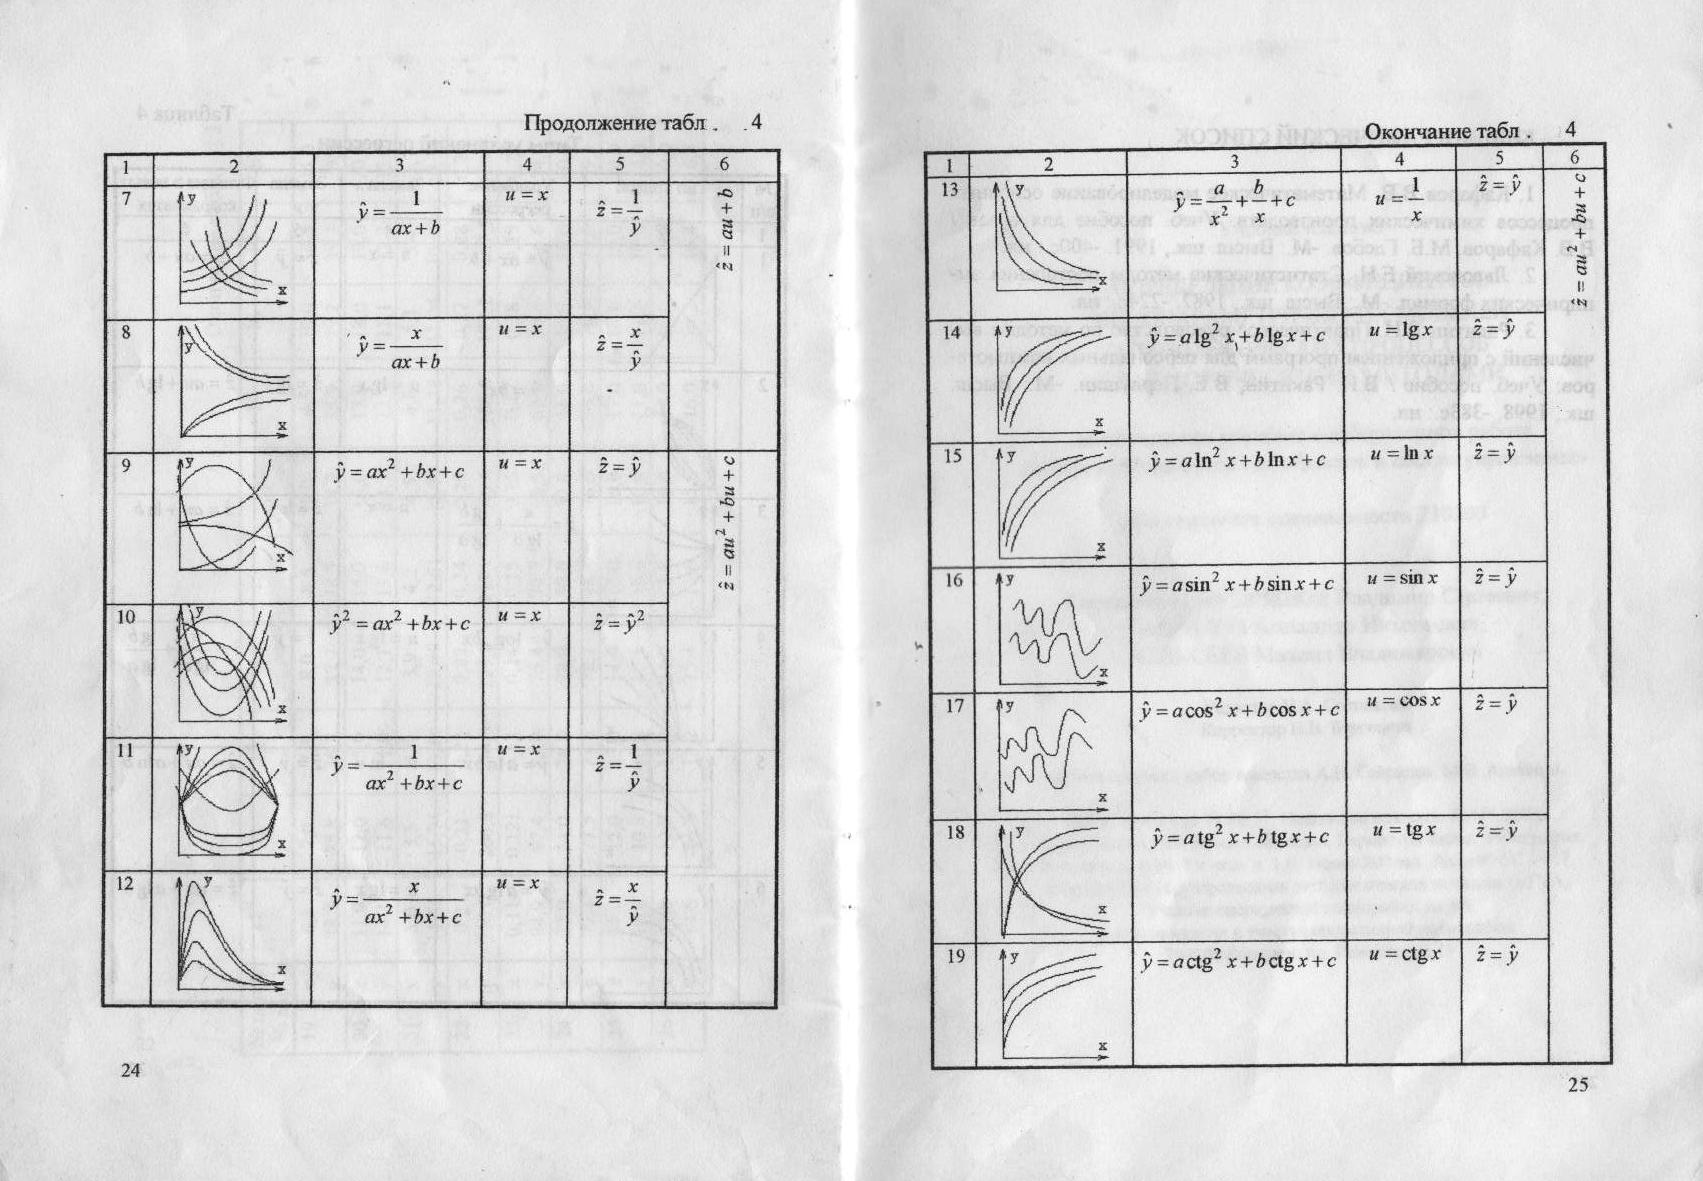 Продолжение табл. . 4
1 2 3 4 5 6
7 y x ŷ = 1/(ax + b) u = x ẑ = 1/ŷ ẑ = au + b
8 y x ŷ = x/(ax + b) u = x ẑ = x/ŷ
9 y x ŷ = ax² + bx + c u = x ẑ = ŷ ẑ = au² + bu + c
10 y x ŷ² = ax² + bx + c u = x ẑ = ŷ²
11 y x ŷ = 1/(ax² + bx + c) u = x ẑ = 1/ŷ
12 y x ŷ = x/(ax² + bx + c) u = x ẑ = x/ŷ
24
Окончание табл. 4
1 2 3 4 5 6
13 y x ŷ = a/x² + b/x + c u = 1/x ẑ = ŷ ẑ = au² + bu + c
14 y x ŷ = a lg² x + b lg x + c u = lg x ẑ = ŷ
15 y x ŷ = a ln² x + b ln x + c u = ln x ẑ = ŷ
16 y x ŷ = a sin² x + b sin x + c u = sin x ẑ = ŷ
17 y x ŷ = a cos² x + b cos x + c u = cos x ẑ = ŷ
18 y x ŷ = a tg² x + b tg x + c u = tg x ẑ = ŷ
19 y x ŷ = a ctg² x + b ctg x + c u = ctg x ẑ = ŷ
25